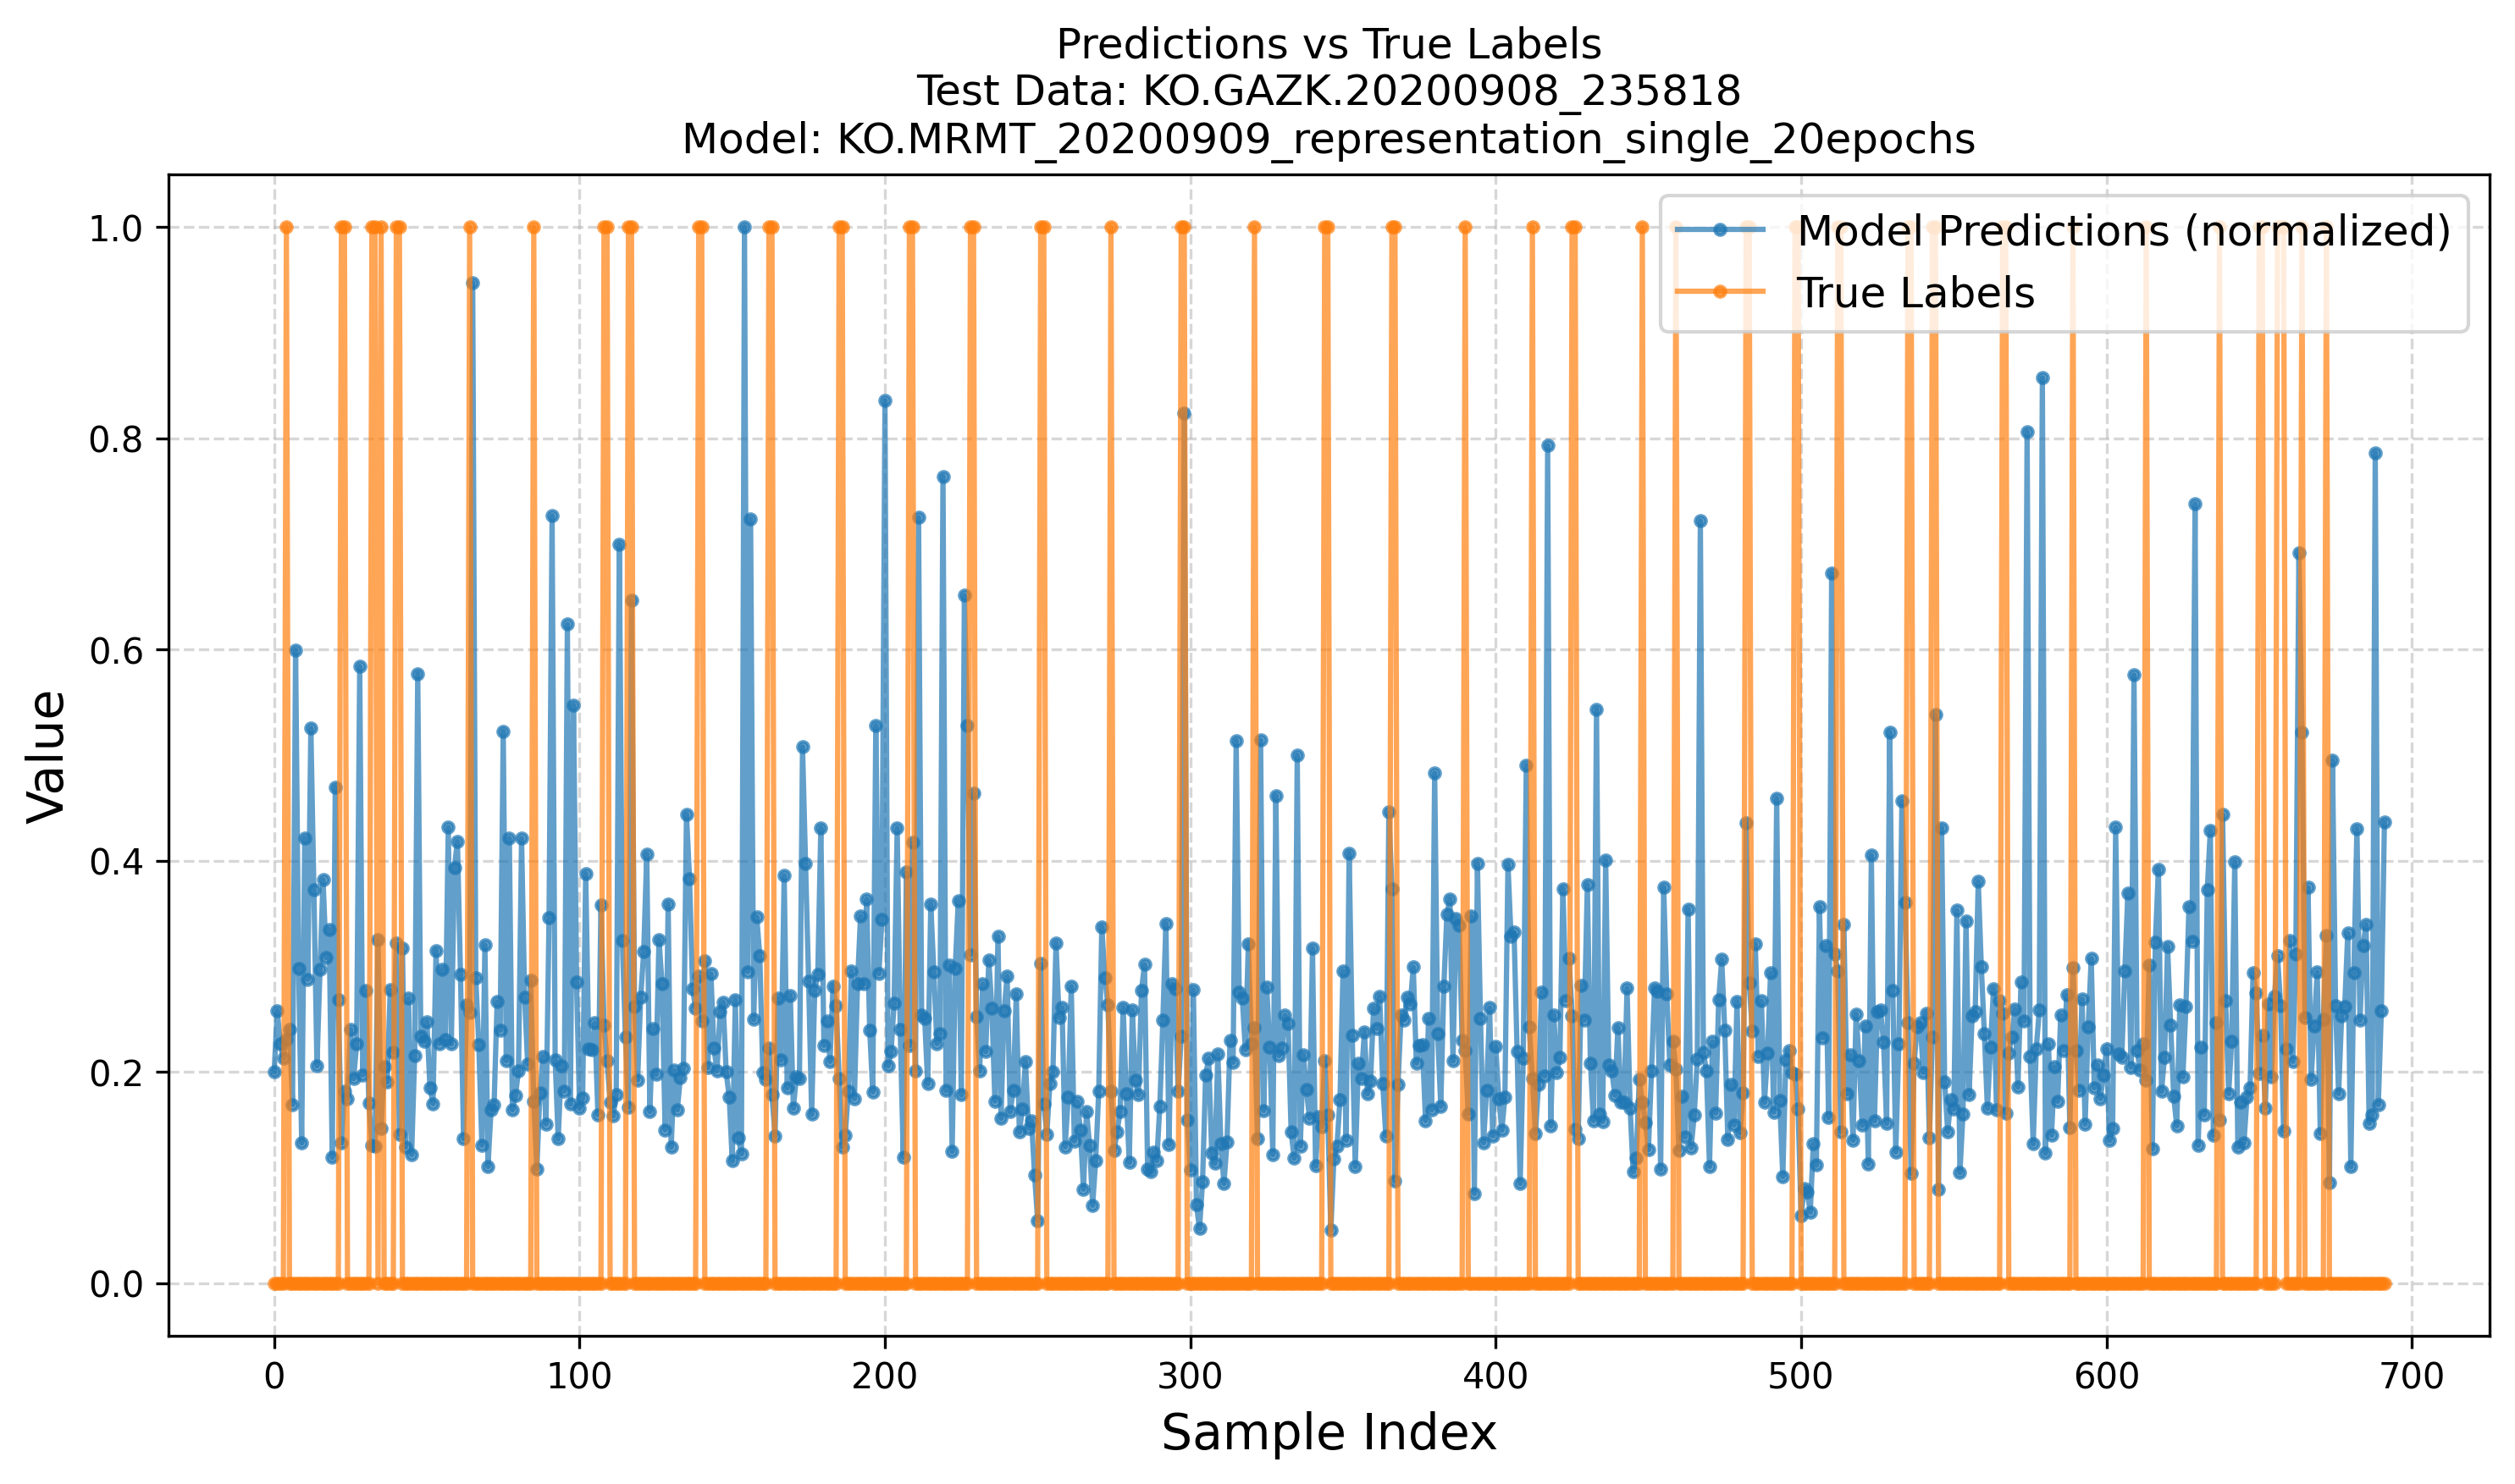 Predictions vs True Labels
Test Data: KO.GAZK.20200908_235818
Model: KO.MRMT_20200909_representation_single_20epochs
Model Predictions (normalized)
True Labels
Value
1.0
0.8
0.6
0.4
0.2
0.0
0 100 200 300 400 500 600 700
Sample Index